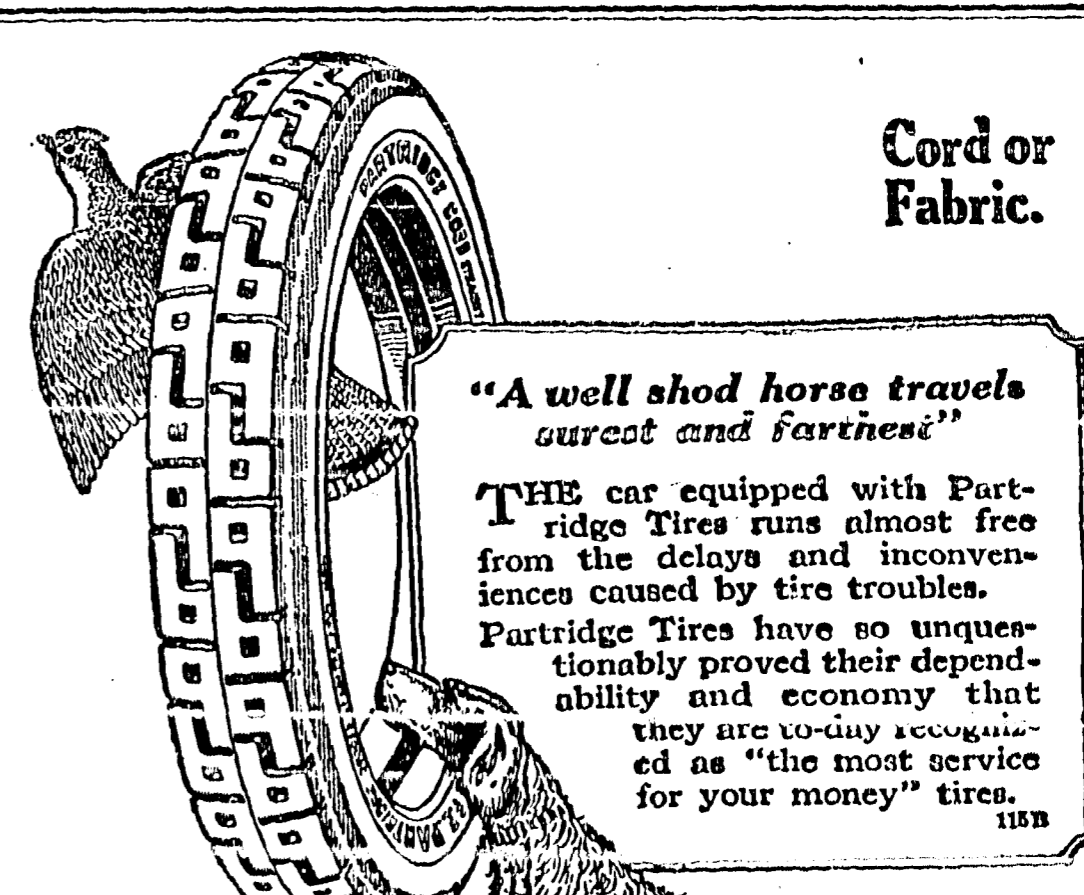 Cord or
Fabric.
PARTRIDGE CORD
"A well shod horse travels
surest and farthest"
THE car equipped with Part-
ridge Tires runs almost free
from the delays and inconven-
iences caused by tire troubles.
Partridge Tires have so unques-
tionably proved their depend-
ability and economy that
they are to-day recogniz-
ed as "the most service
for your money" tires.
115B